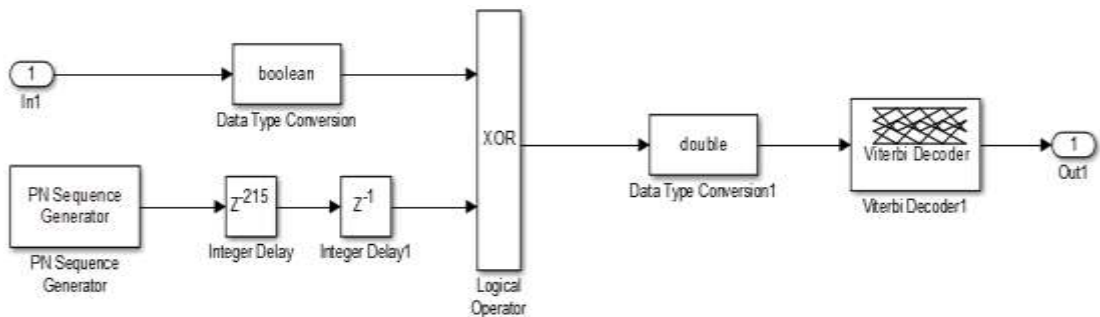 1
In1
boolean
Data Type Conversion
PN Sequence
Generator
PN Sequence
Generator
Z-215
Integer Delay
Z-1
Integer Delay1
XOR
Logical
Operator
double
Data Type Conversion1
Viterbi Decoder
Viterbi Decoder1
1
Out1